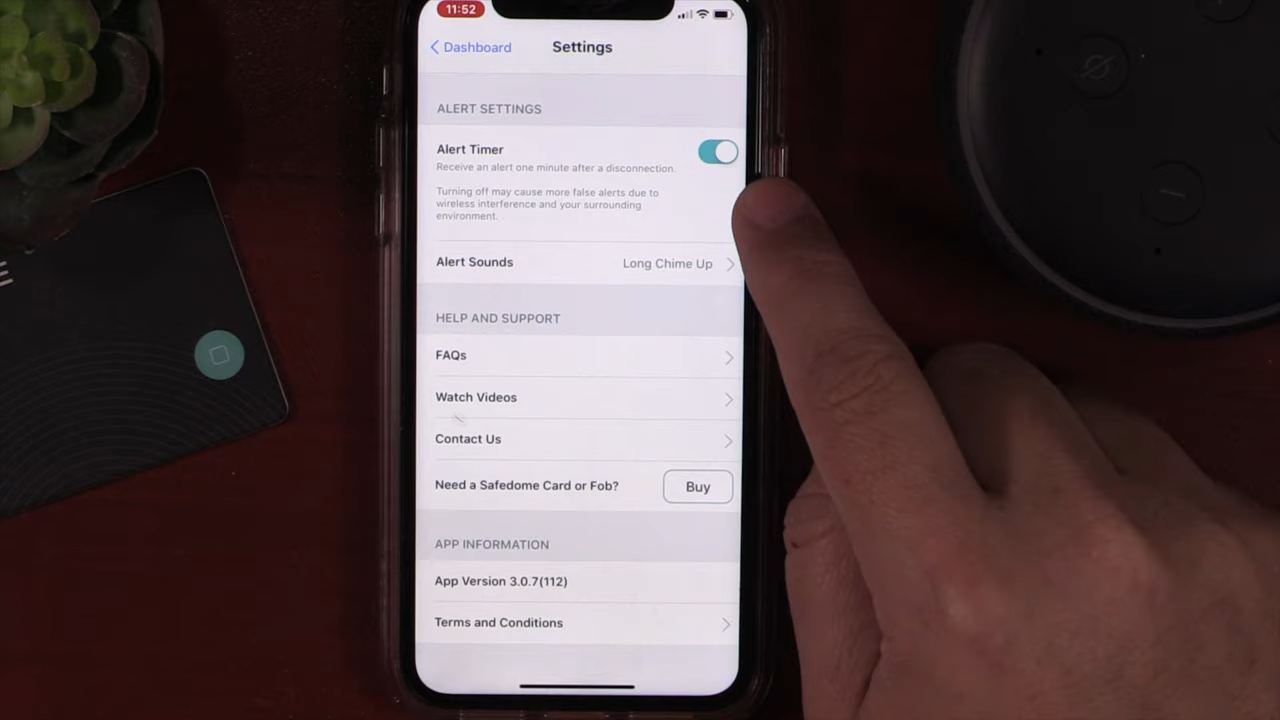 11:52
Dashboard
Settings
ALERT SETTINGS
Alert Timer
Receive an alert one minute after a disconnection.
Turning off may cause more false alerts due to
wireless interference and your surrounding
environment.
Alert Sounds
Long Chime Up
HELP AND SUPPORT
FAQs
Watch Videos
Contact Us
Need a Safedome Card or Fob?
Buy
APP INFORMATION
App Version 3.0.7(112)
Terms and Conditions
E